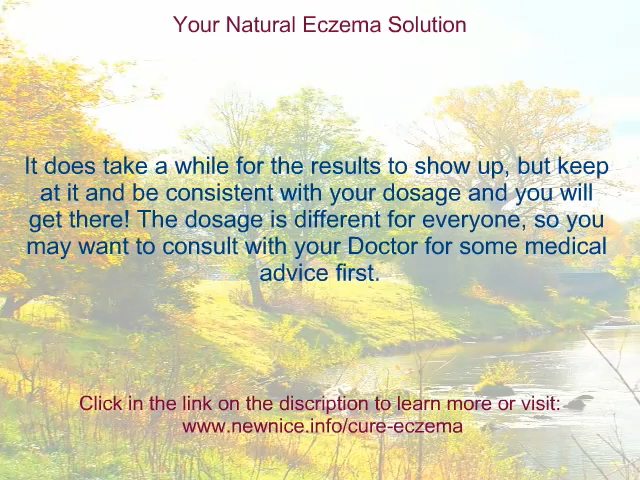 Your Natural Eczema Solution
It does take a while for the results to show up, but keep
at it and be consistent with your dosage and you will
get there! The dosage is different for everyone, so you
may want to consult with your Doctor for some medical
advice first.
Click in the link on the discription to learn more or visit:
www.newnice.info/cure-eczema